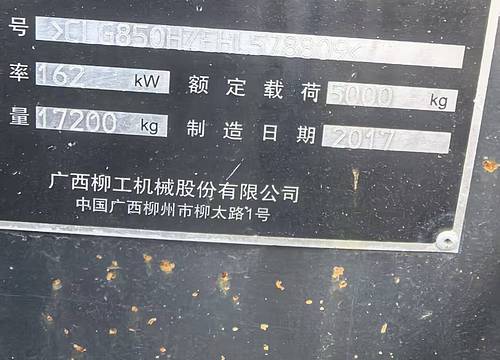 号 >CLG850HZEHL578809<
率 162 kW 额定载荷 5000 kg
量 17200 kg 制造日期 2017
广西柳工机械股份有限公司
中国广西柳州市柳太路1号